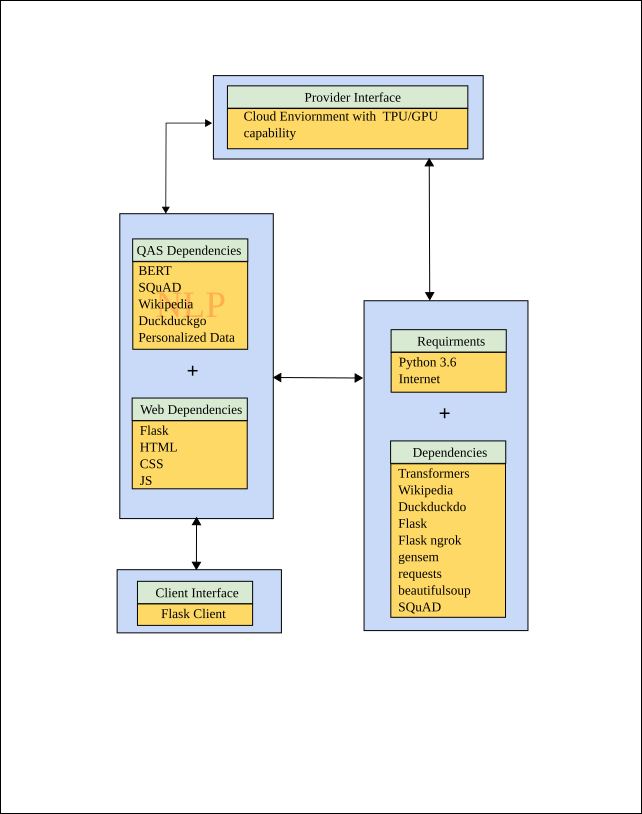 Provider Interface
Cloud Enviornment with TPU/GPU
capability
QAS Dependencies
BERT
SQuAD
NLP
Wikipedia
Duckduckgo
Personalized Data
+
Web Dependencies
Flask
HTML
CSS
JS
Client Interface
Flask Client
Requirments
Python 3.6
Internet
+
Dependencies
Transformers
Wikipedia
Duckduckdo
Flask
Flask ngrok
gensem
requests
beautifulsoup
SQuAD